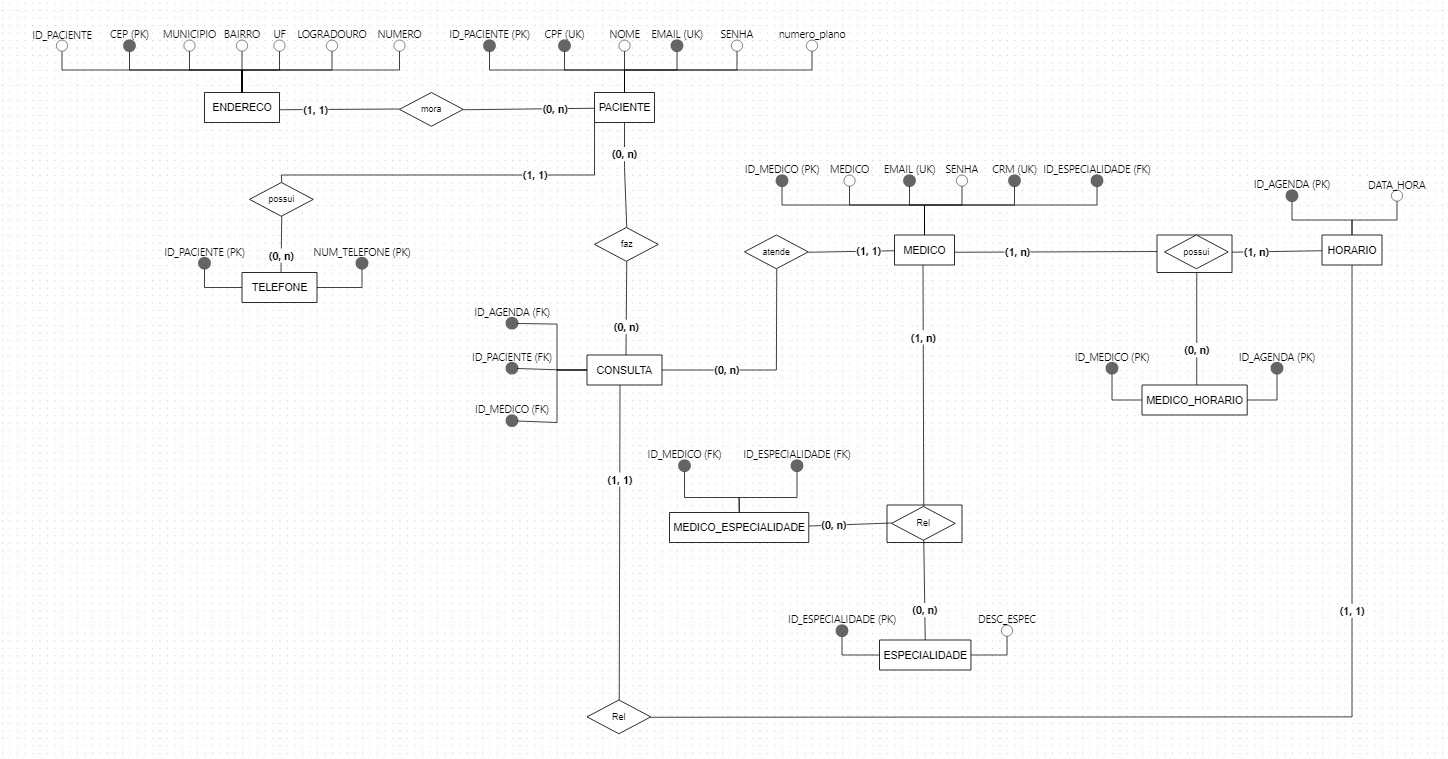 ID_PACIENTE
CEP (PK)
MUNICIPIO
BAIRRO
UF
LOGRADOURO
NUMERO
ID_PACIENTE (PK)
CPF (UK)
NOME
EMAIL (UK)
SENHA
numero_plano
ENDERECO
(1, 1)
mora
(0, n)
PACIENTE
(0, n)
(1, 1)
possui
ID_MEDICO (PK)
MEDICO
EMAIL (UK)
SENHA
CRM (UK)
ID_ESPECIALIDADE (FK)
ID_AGENDA (PK)
DATA_HORA
faz
ID_PACIENTE (PK)
(0, n)
NUM_TELEFONE (PK)
TELEFONE
atende
(1, 1)
MEDICO
(1, n)
possui
(1, n)
HORARIO
ID_AGENDA (FK)
(0, n)
(1, n)
(0, n)
ID_PACIENTE (FK)
CONSULTA
(0, n)
ID_MEDICO (PK)
ID_AGENDA (PK)
MEDICO_HORARIO
ID_MEDICO (FK)
ID_MEDICO (FK)
ID_ESPECIALIDADE (FK)
(1, 1)
MEDICO_ESPECIALIDADE
(0, n)
Rel
(0, n)
(1, 1)
ID_ESPECIALIDADE (PK)
DESC_ESPEC
ESPECIALIDADE
Rel